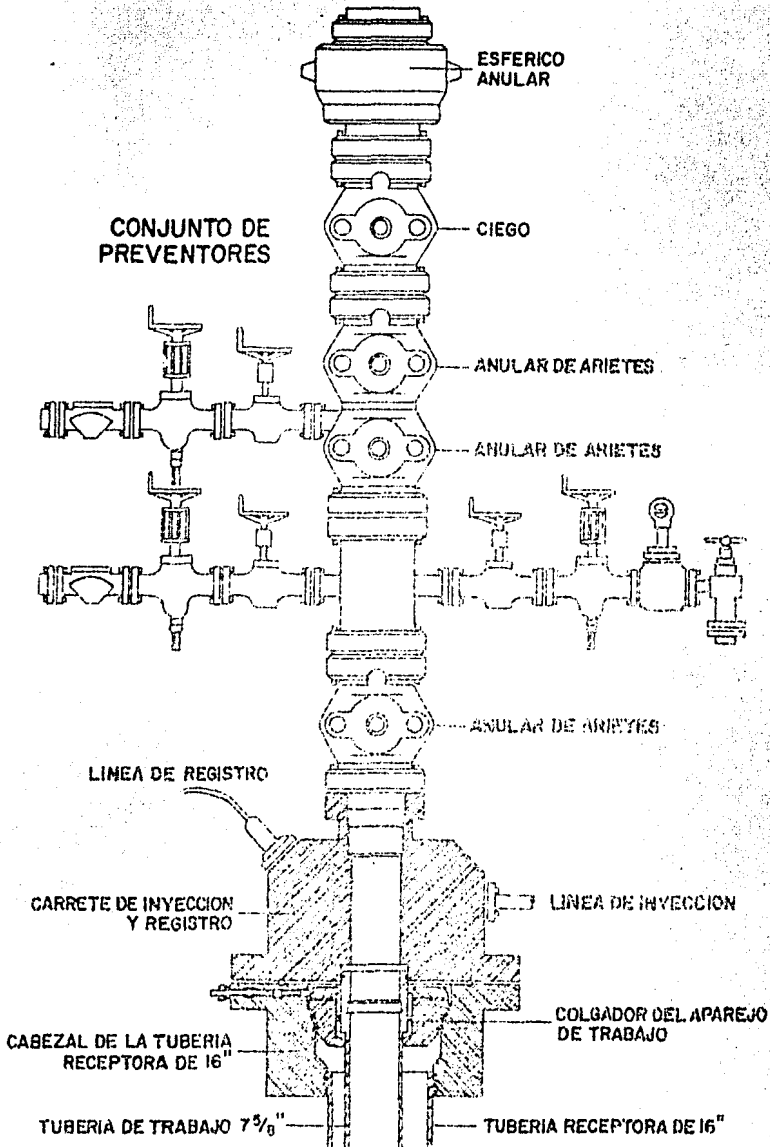 ESFERICO
ANULAR
CONJUNTO DE
PREVENTORES
CIEGO
ANULAR DE ARIETES
ANULAR DE ARIETES
ANULAR DE ARIETES
LINEA DE REGISTRO
CARRETE DE INYECCION
Y REGISTRO
LINEA DE INYECCION
COLGADOR DEL APAREJO
DE TRABAJO
CABEZAL DE LA TUBERIA
RECEPTORA DE 16"
TUBERIA DE TRABAJO 7 5/8"
TUBERIA RECEPTORA DE 16"